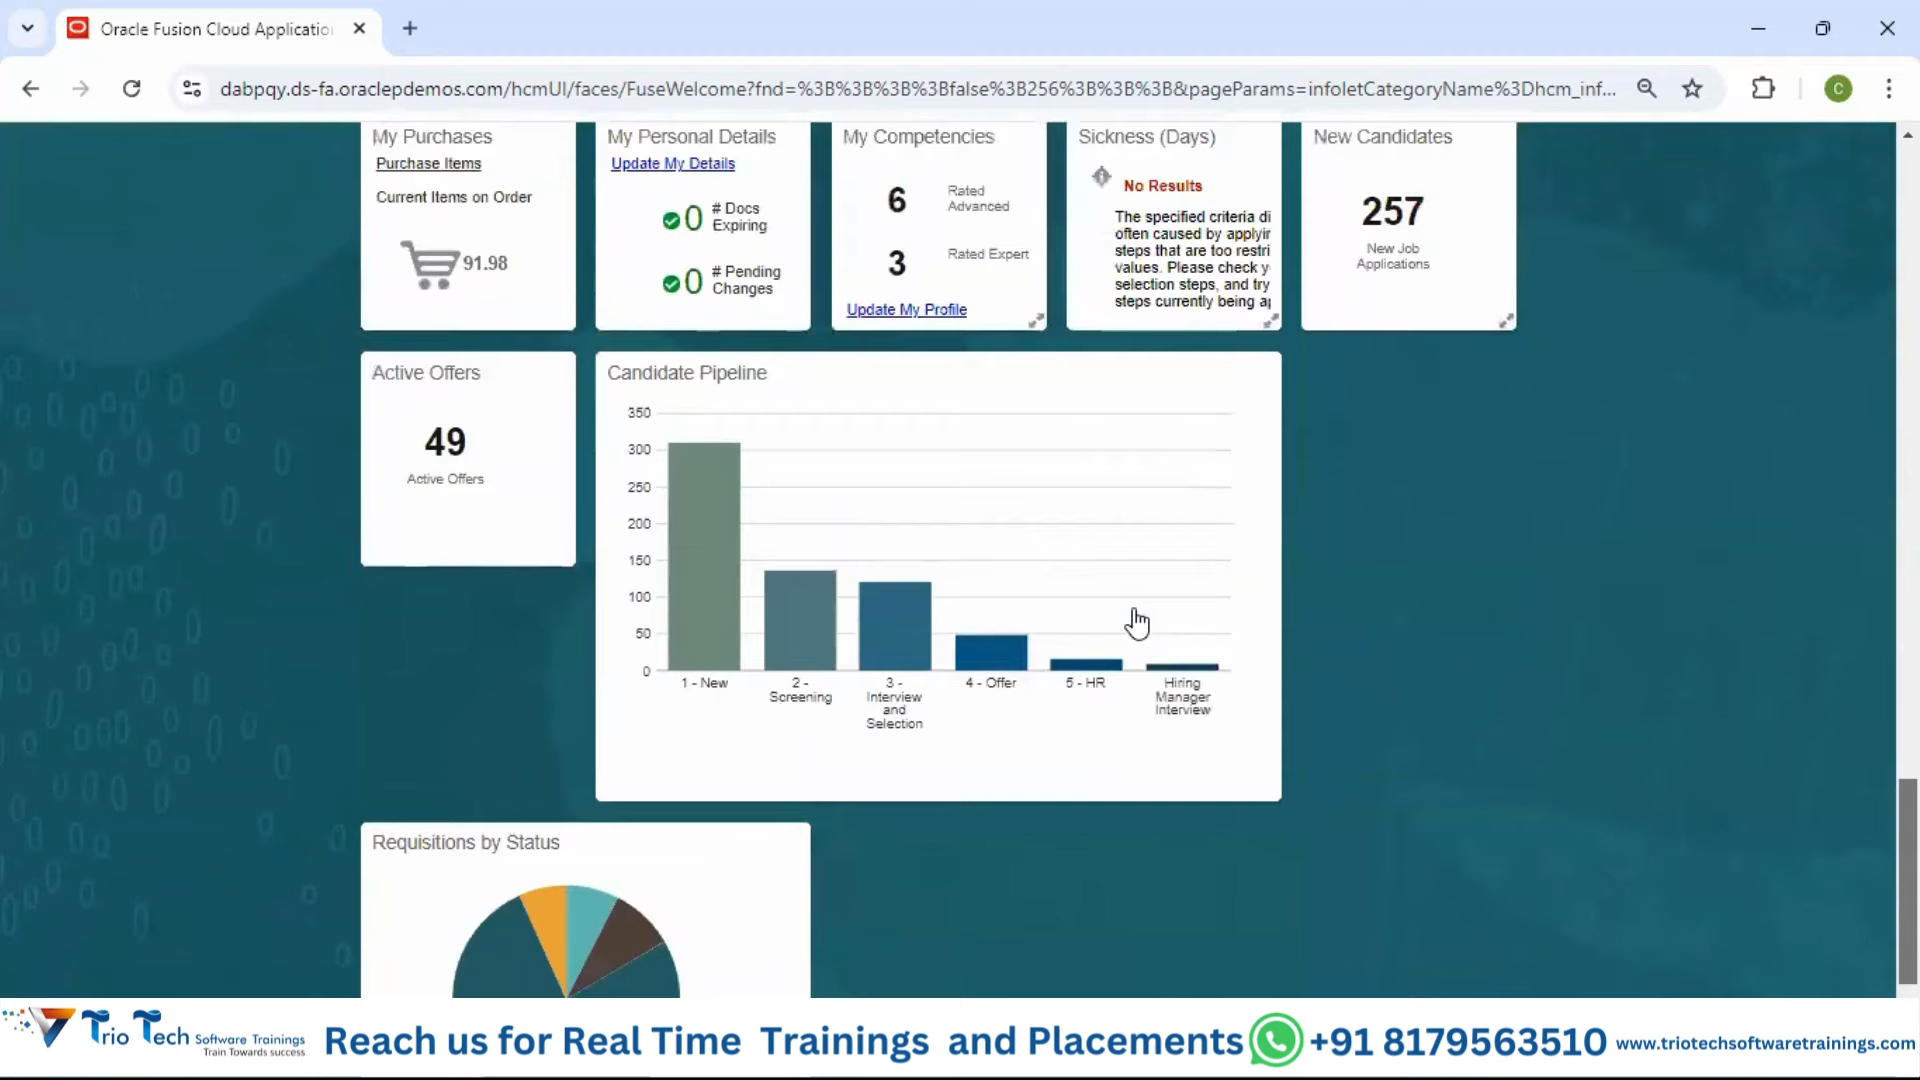 Oracle Fusion Cloud Applicatio
dabpqy.ds-fa.oraclepdemos.com/hcmUI/faces/FuseWelcome?fnd=%3B%3B%3B%3Bfalse%3B256%3B%3B%3B&pageParams=infoletCategoryName%3Dhcm_inf...
C
My Purchases
Purchase Items
Current Items on Order
91.98
My Personal Details
Update My Details
0 # Docs Expiring
0 # Pending Changes
My Competencies
6 Rated Advanced
3 Rated Expert
Update My Profile
Sickness (Days)
No Results
The specified criteria di
often caused by applyir
steps that are too restri
values. Please check y
selection steps, and try
steps currently being a
New Candidates
257
New Job
Applications
Active Offers
49
Active Offers
Candidate Pipeline
350
300
250
200
150
100
50
0
1 - New
2 -
Screening
3 -
Interview
and
Selection
4 - Offer
5 - HR
Hiring
Manager
Interview
Requisitions by Status
Trio Tech Software Trainings
Train Towards success
Reach us for Real Time Trainings and Placements +91 8179563510 www.triotechsoftwaretrainings.com